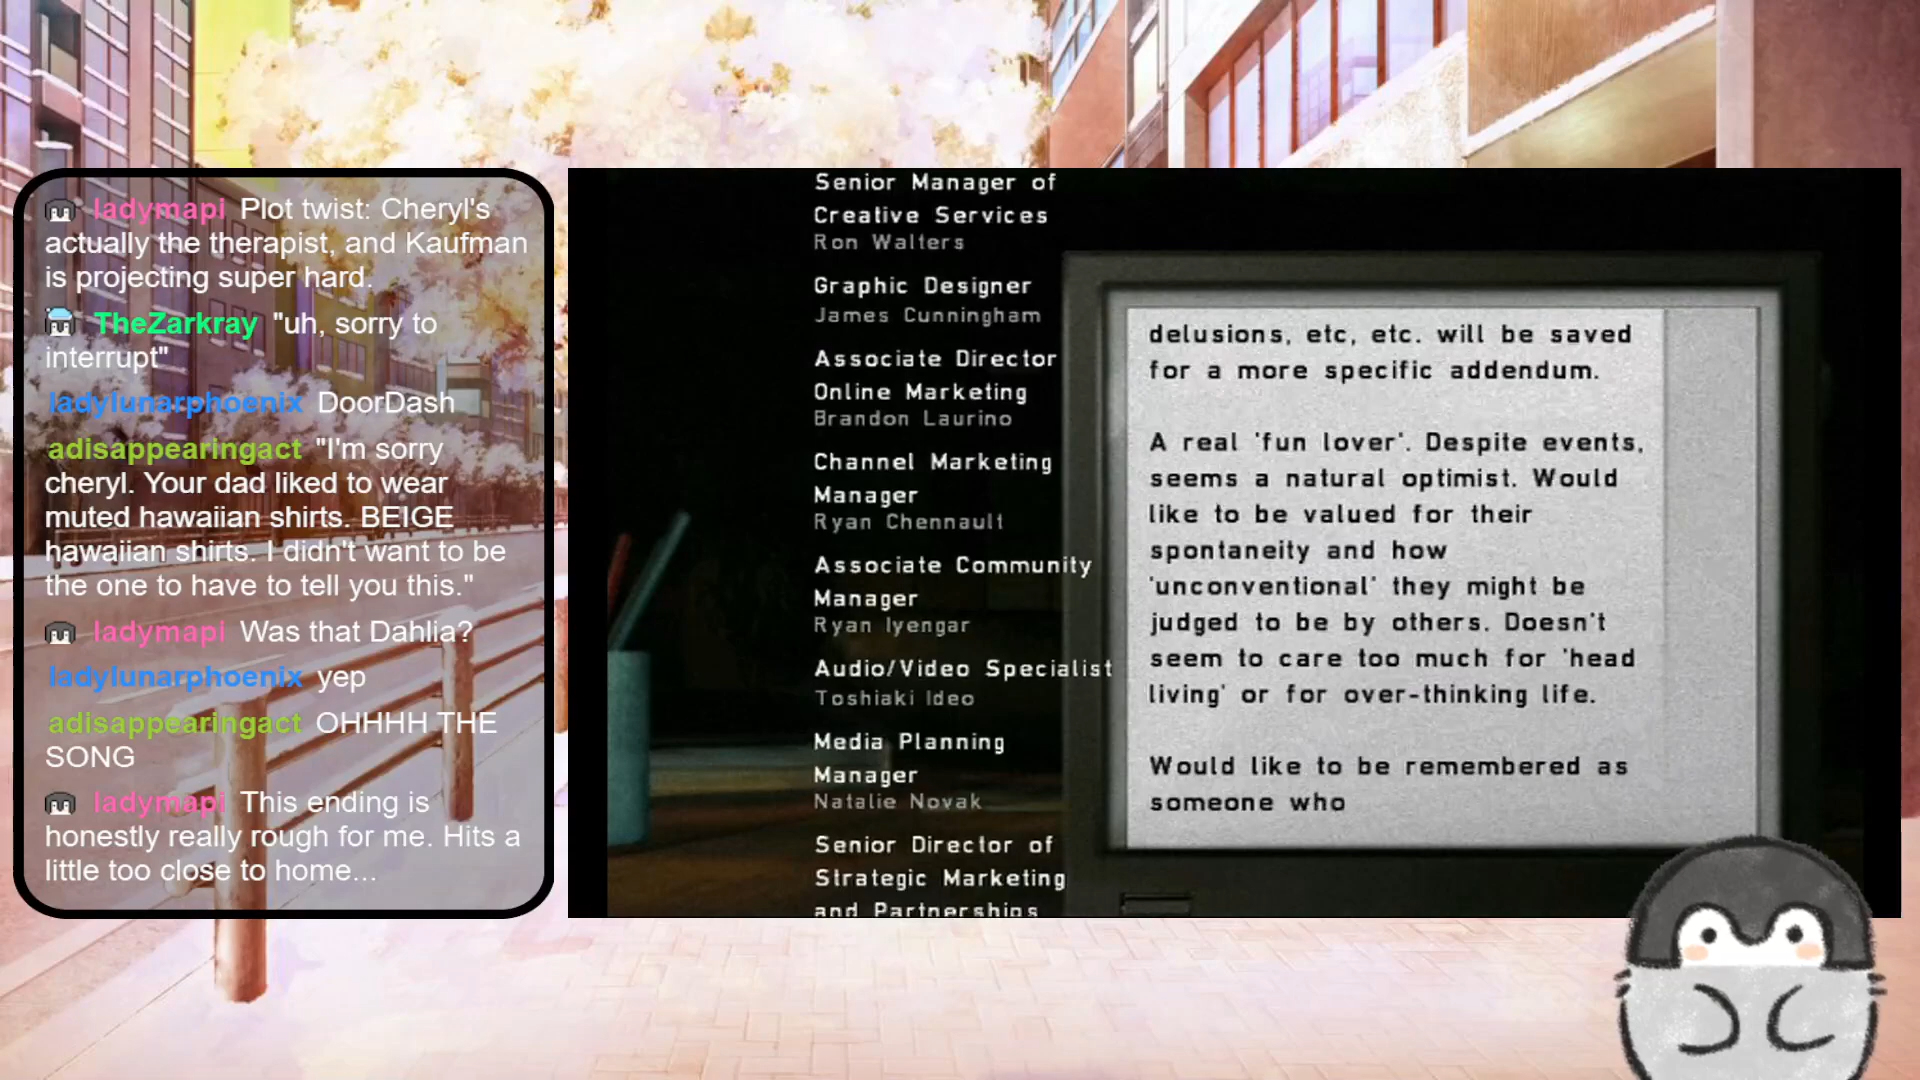 ladymapi Plot twist: Cheryl's
actually the therapist, and Kaufman
is projecting super hard.
TheZarkray "uh, sorry to
interrupt"
ladylunarphoenix DoorDash
adisappearingact "I'm sorry
cheryl. Your dad liked to wear
muted hawaiian shirts. BEIGE
hawaiian shirts. I didn't want to be
the one to have to tell you this."
ladymapi Was that Dahlia?
ladylunarphoenix yep
adisappearingact OHHHH THE
SONG
ladymapi This ending is
honestly really rough for me. Hits a
little too close to home...
Senior Manager of
Creative Services
Ron Walters
Graphic Designer
James Cunningham
Associate Director
Online Marketing
Brandon Laurino
Channel Marketing
Manager
Ryan Chennault
Associate Community
Manager
Ryan Iyengar
Audio/Video Specialist
Toshiaki Ideo
Media Planning
Manager
Natalie Novak
Senior Director of
Strategic Marketing
and Partnerships
delusions, etc, etc. will be saved
for a more specific addendum.
A real 'fun lover'. Despite events,
seems a natural optimist. Would
like to be valued for their
spontaneity and how
'unconventional' they might be
judged to be by others. Doesn't
seem to care too much for 'head
living' or for over-thinking life.
Would like to be remembered as
someone who